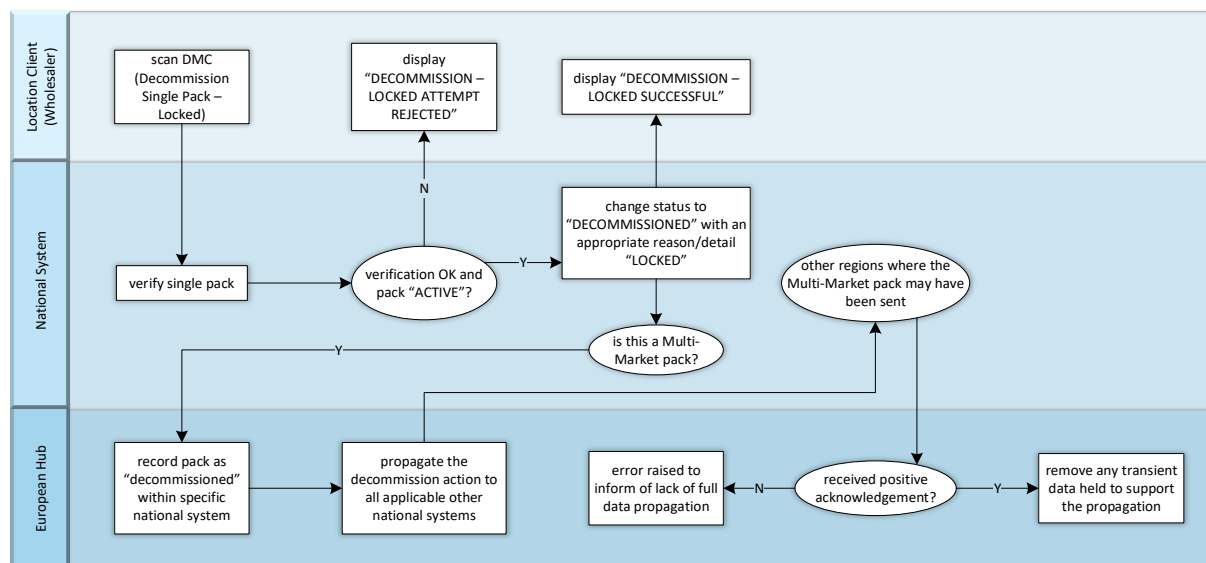 Location Client
(Wholesaler)
scan DMC
(Decommission
Single Pack –
Locked)
display
“DECOMMISSION –
LOCKED ATTEMPT
REJECTED”
display “DECOMMISSION –
LOCKED SUCCESSFUL”
National System
verify single pack
N
verification OK and
pack “ACTIVE”?
Y
change status to
“DECOMMISSIONED” with an
appropriate reason/detail
“LOCKED”
other regions where the
Multi-Market pack may have
been sent
is this a Multi-
Market pack?
Y
European Hub
record pack as
“decommissioned”
within specific
national system
propagate the
decommission action to
all applicable other
national systems
error raised to
inform of lack of full
data propagation
N
received positive
acknowledgement?
Y
remove any transient
data held to support
the propagation